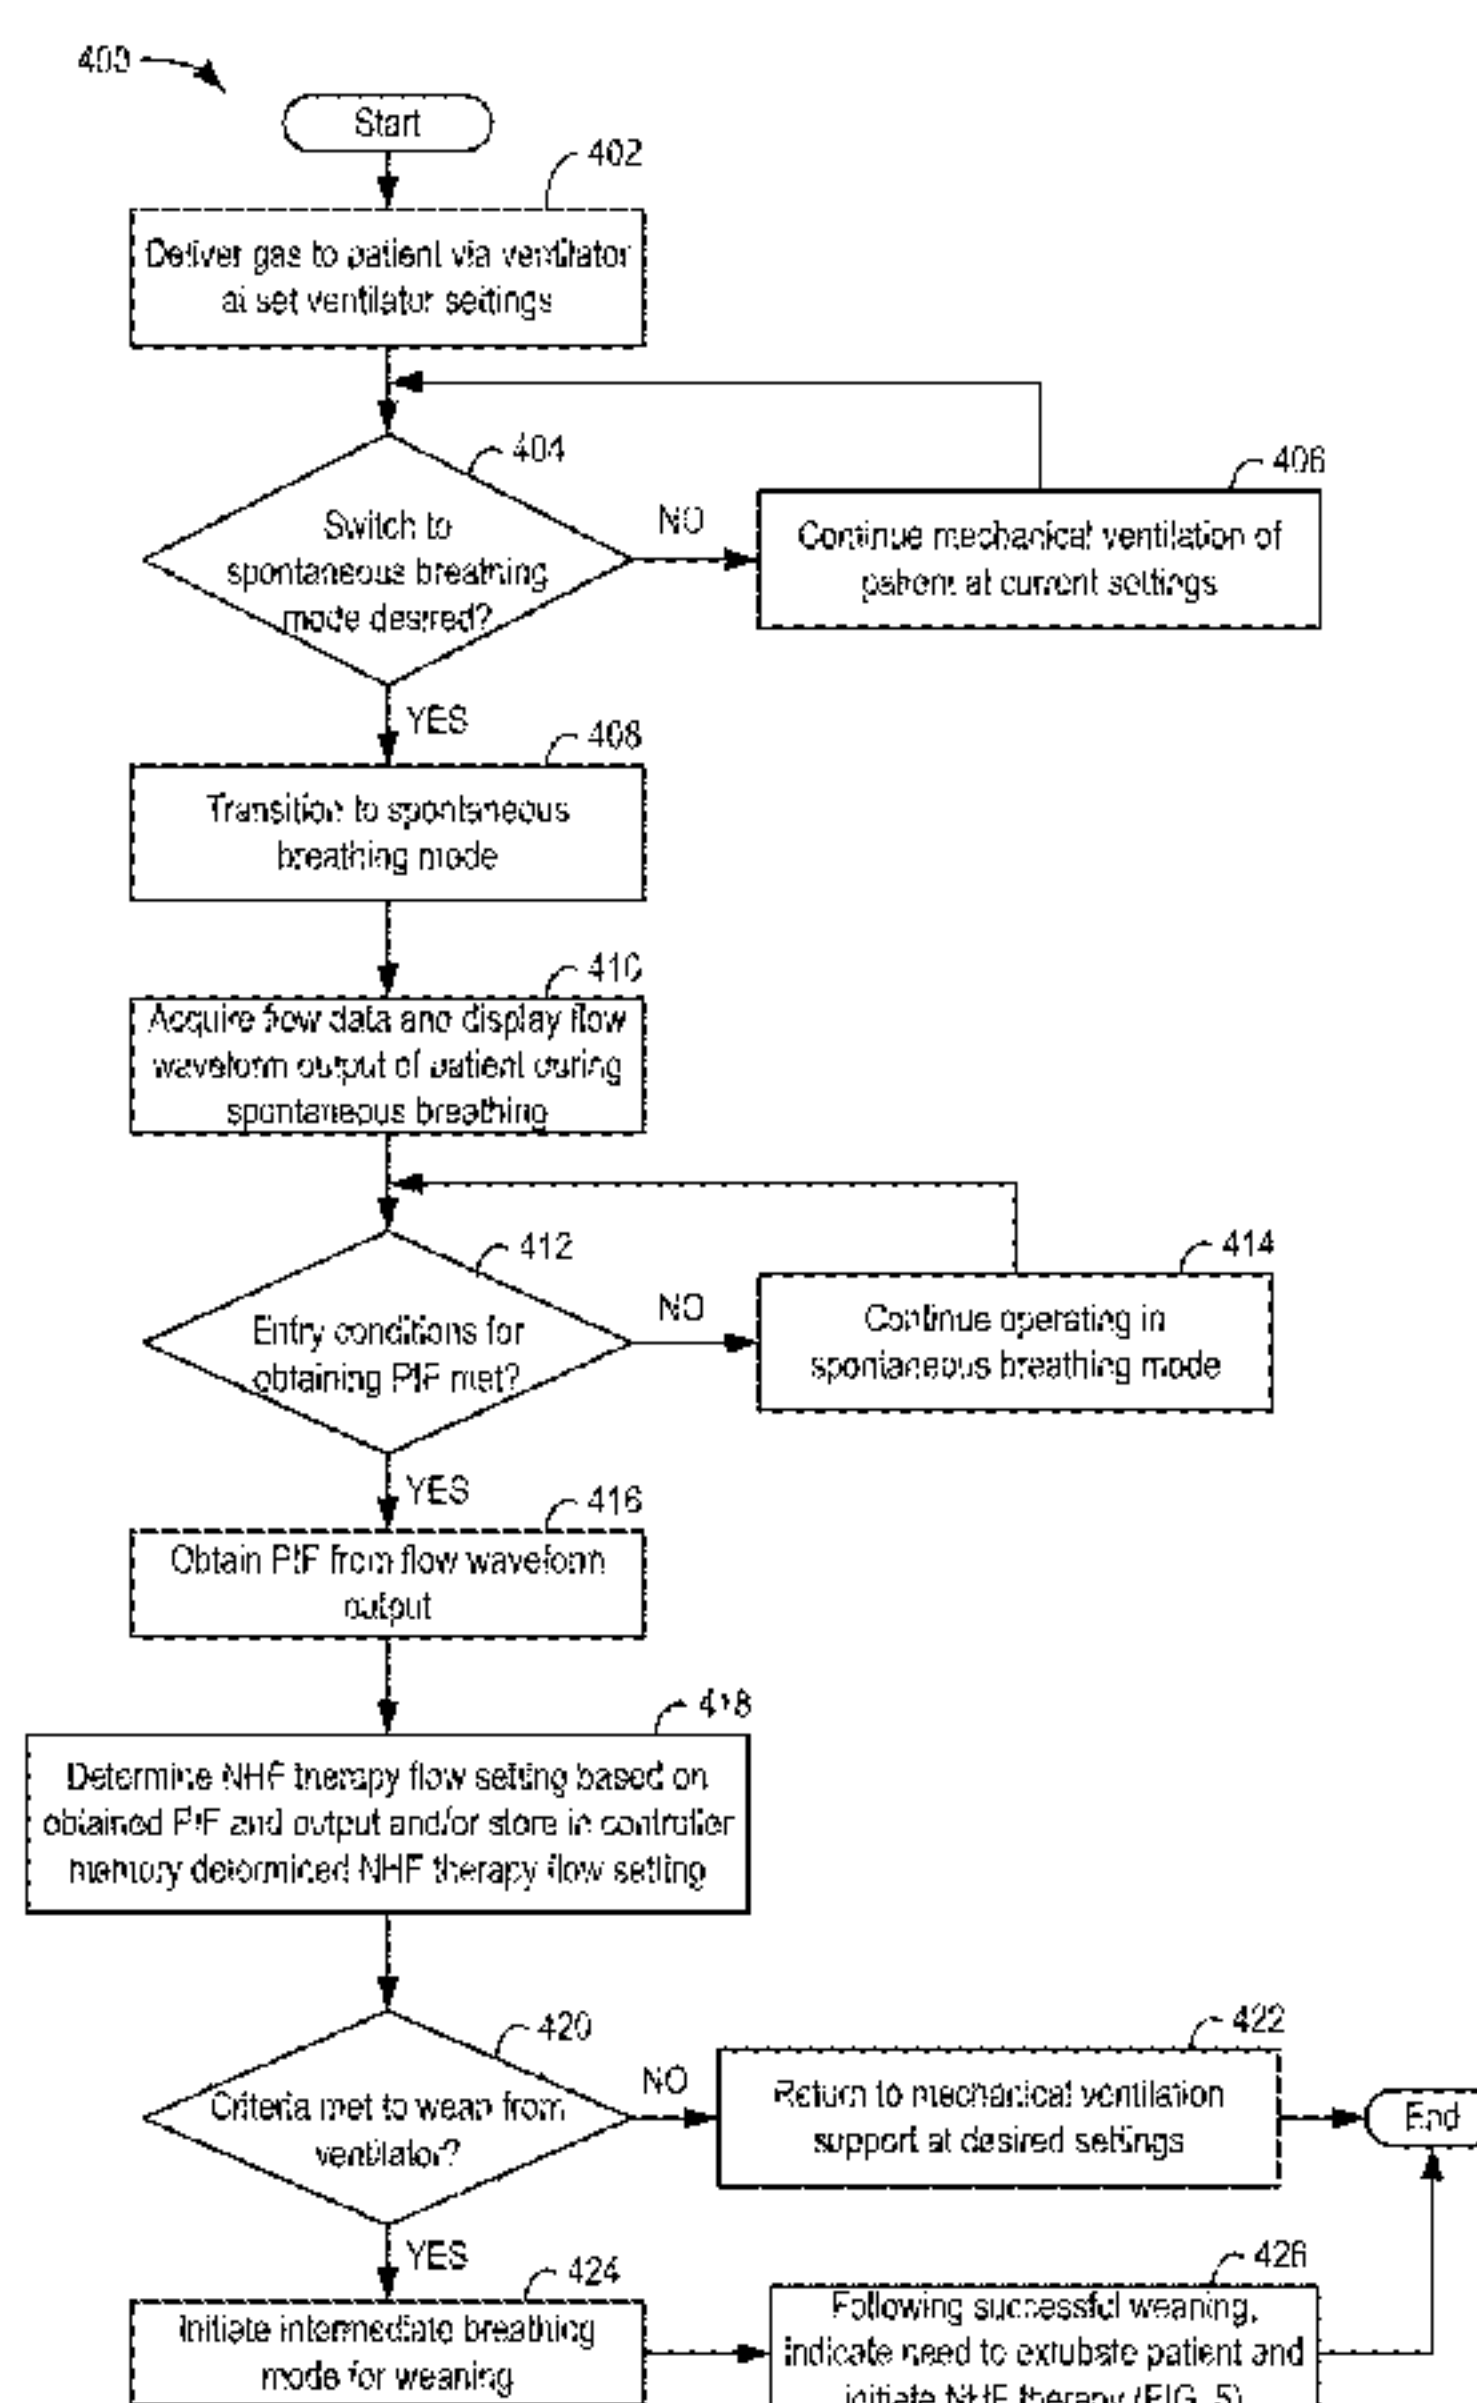 400
Start
402
Deliver gas to patient via ventilator
at set ventilator settings
404
Switch to
spontaneous breathing
mode desired?
NO
406
Continue mechanical ventilation of
patient at current settings
YES
408
Transition to spontaneous
breathing mode
410
Acquire flow data and display flow
waveform output of patient during
spontaneous breathing
412
Entry conditions for
obtaining PIF met?
NO
414
Continue operating in
spontaneous breathing mode
YES
416
Obtain PIF from flow waveform
output
418
Determine NHF therapy flow setting based on
obtained PIF and output and/or store in controller
memory determined NHF therapy flow setting
420
Criteria met to wean from
ventilator?
NO
422
Return to mechanical ventilation
support at desired settings
End
YES
424
Initiate intermediate breathing
mode for weaning
426
Following successful weaning,
indicate need to extubate patient and
initiate NHF therapy (FIG. 5)